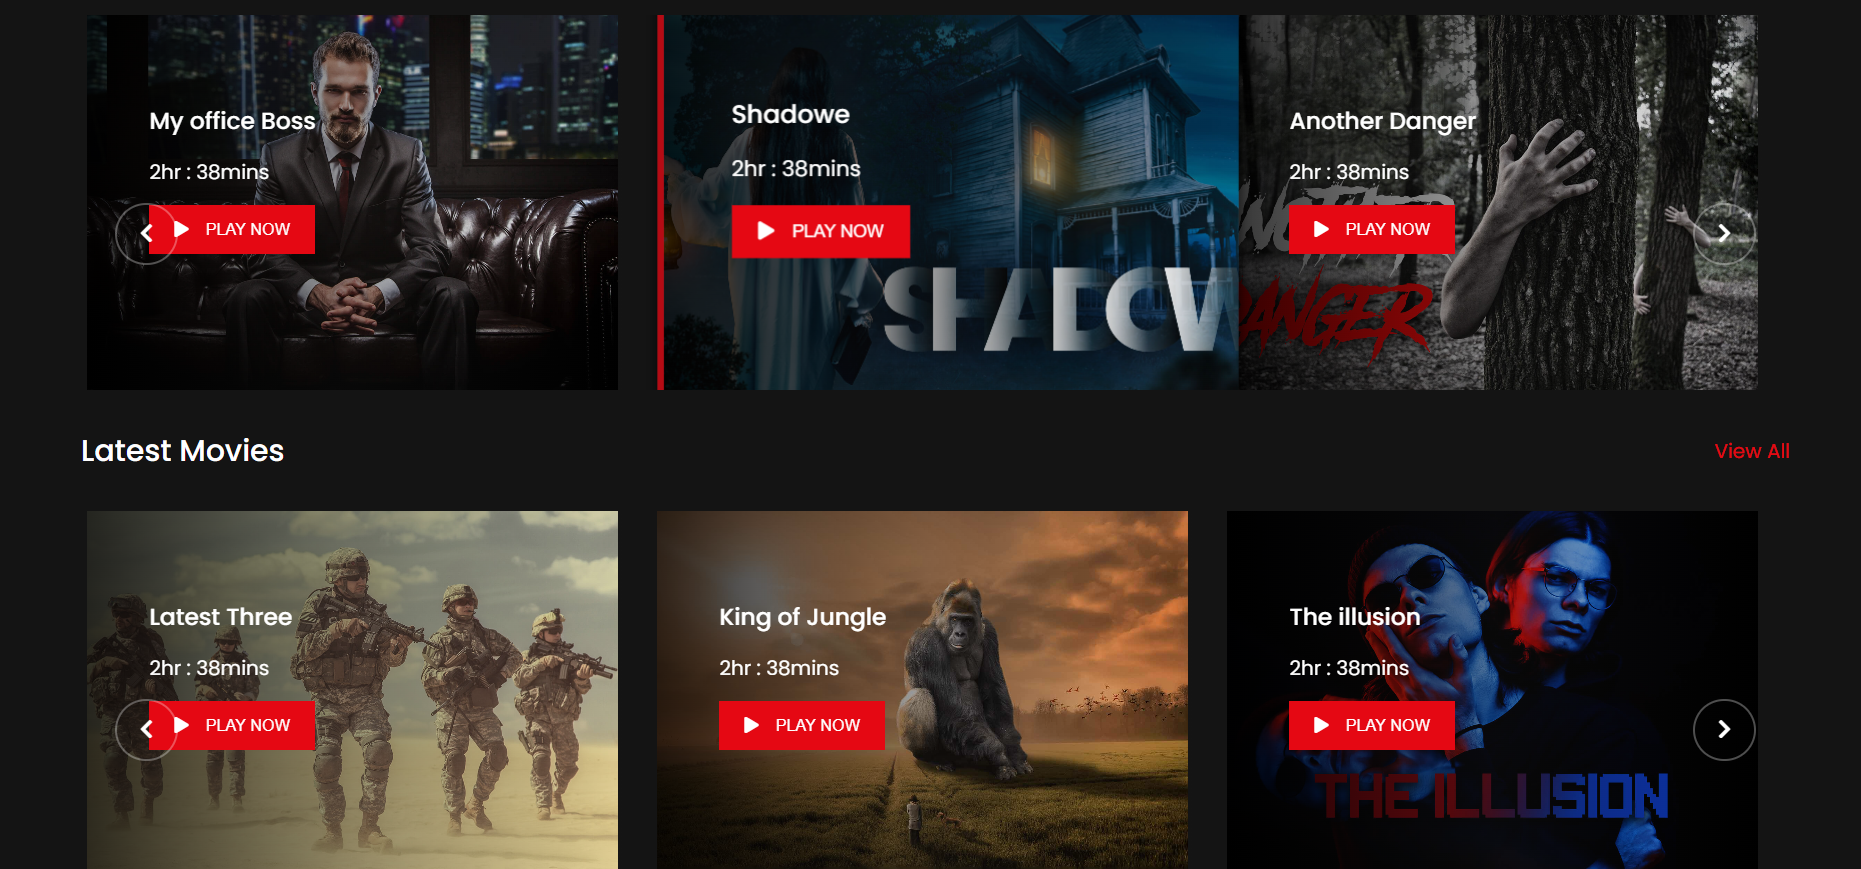 My office Boss
2hr : 38mins
PLAY NOW
Shadowe
2hr : 38mins
PLAY NOW
SHADOW
Another Danger
2hr : 38mins
PLAY NOW
ANOTHER
DANGER
Latest Movies
View All
Latest Three
2hr : 38mins
PLAY NOW
King of Jungle
2hr : 38mins
PLAY NOW
The illusion
2hr : 38mins
PLAY NOW
THE ILLUSION